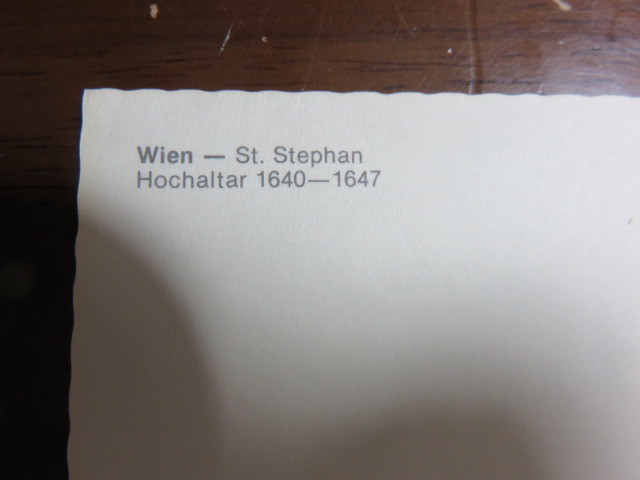 Wien — St. Stephan
Hochaltar 1640—1647